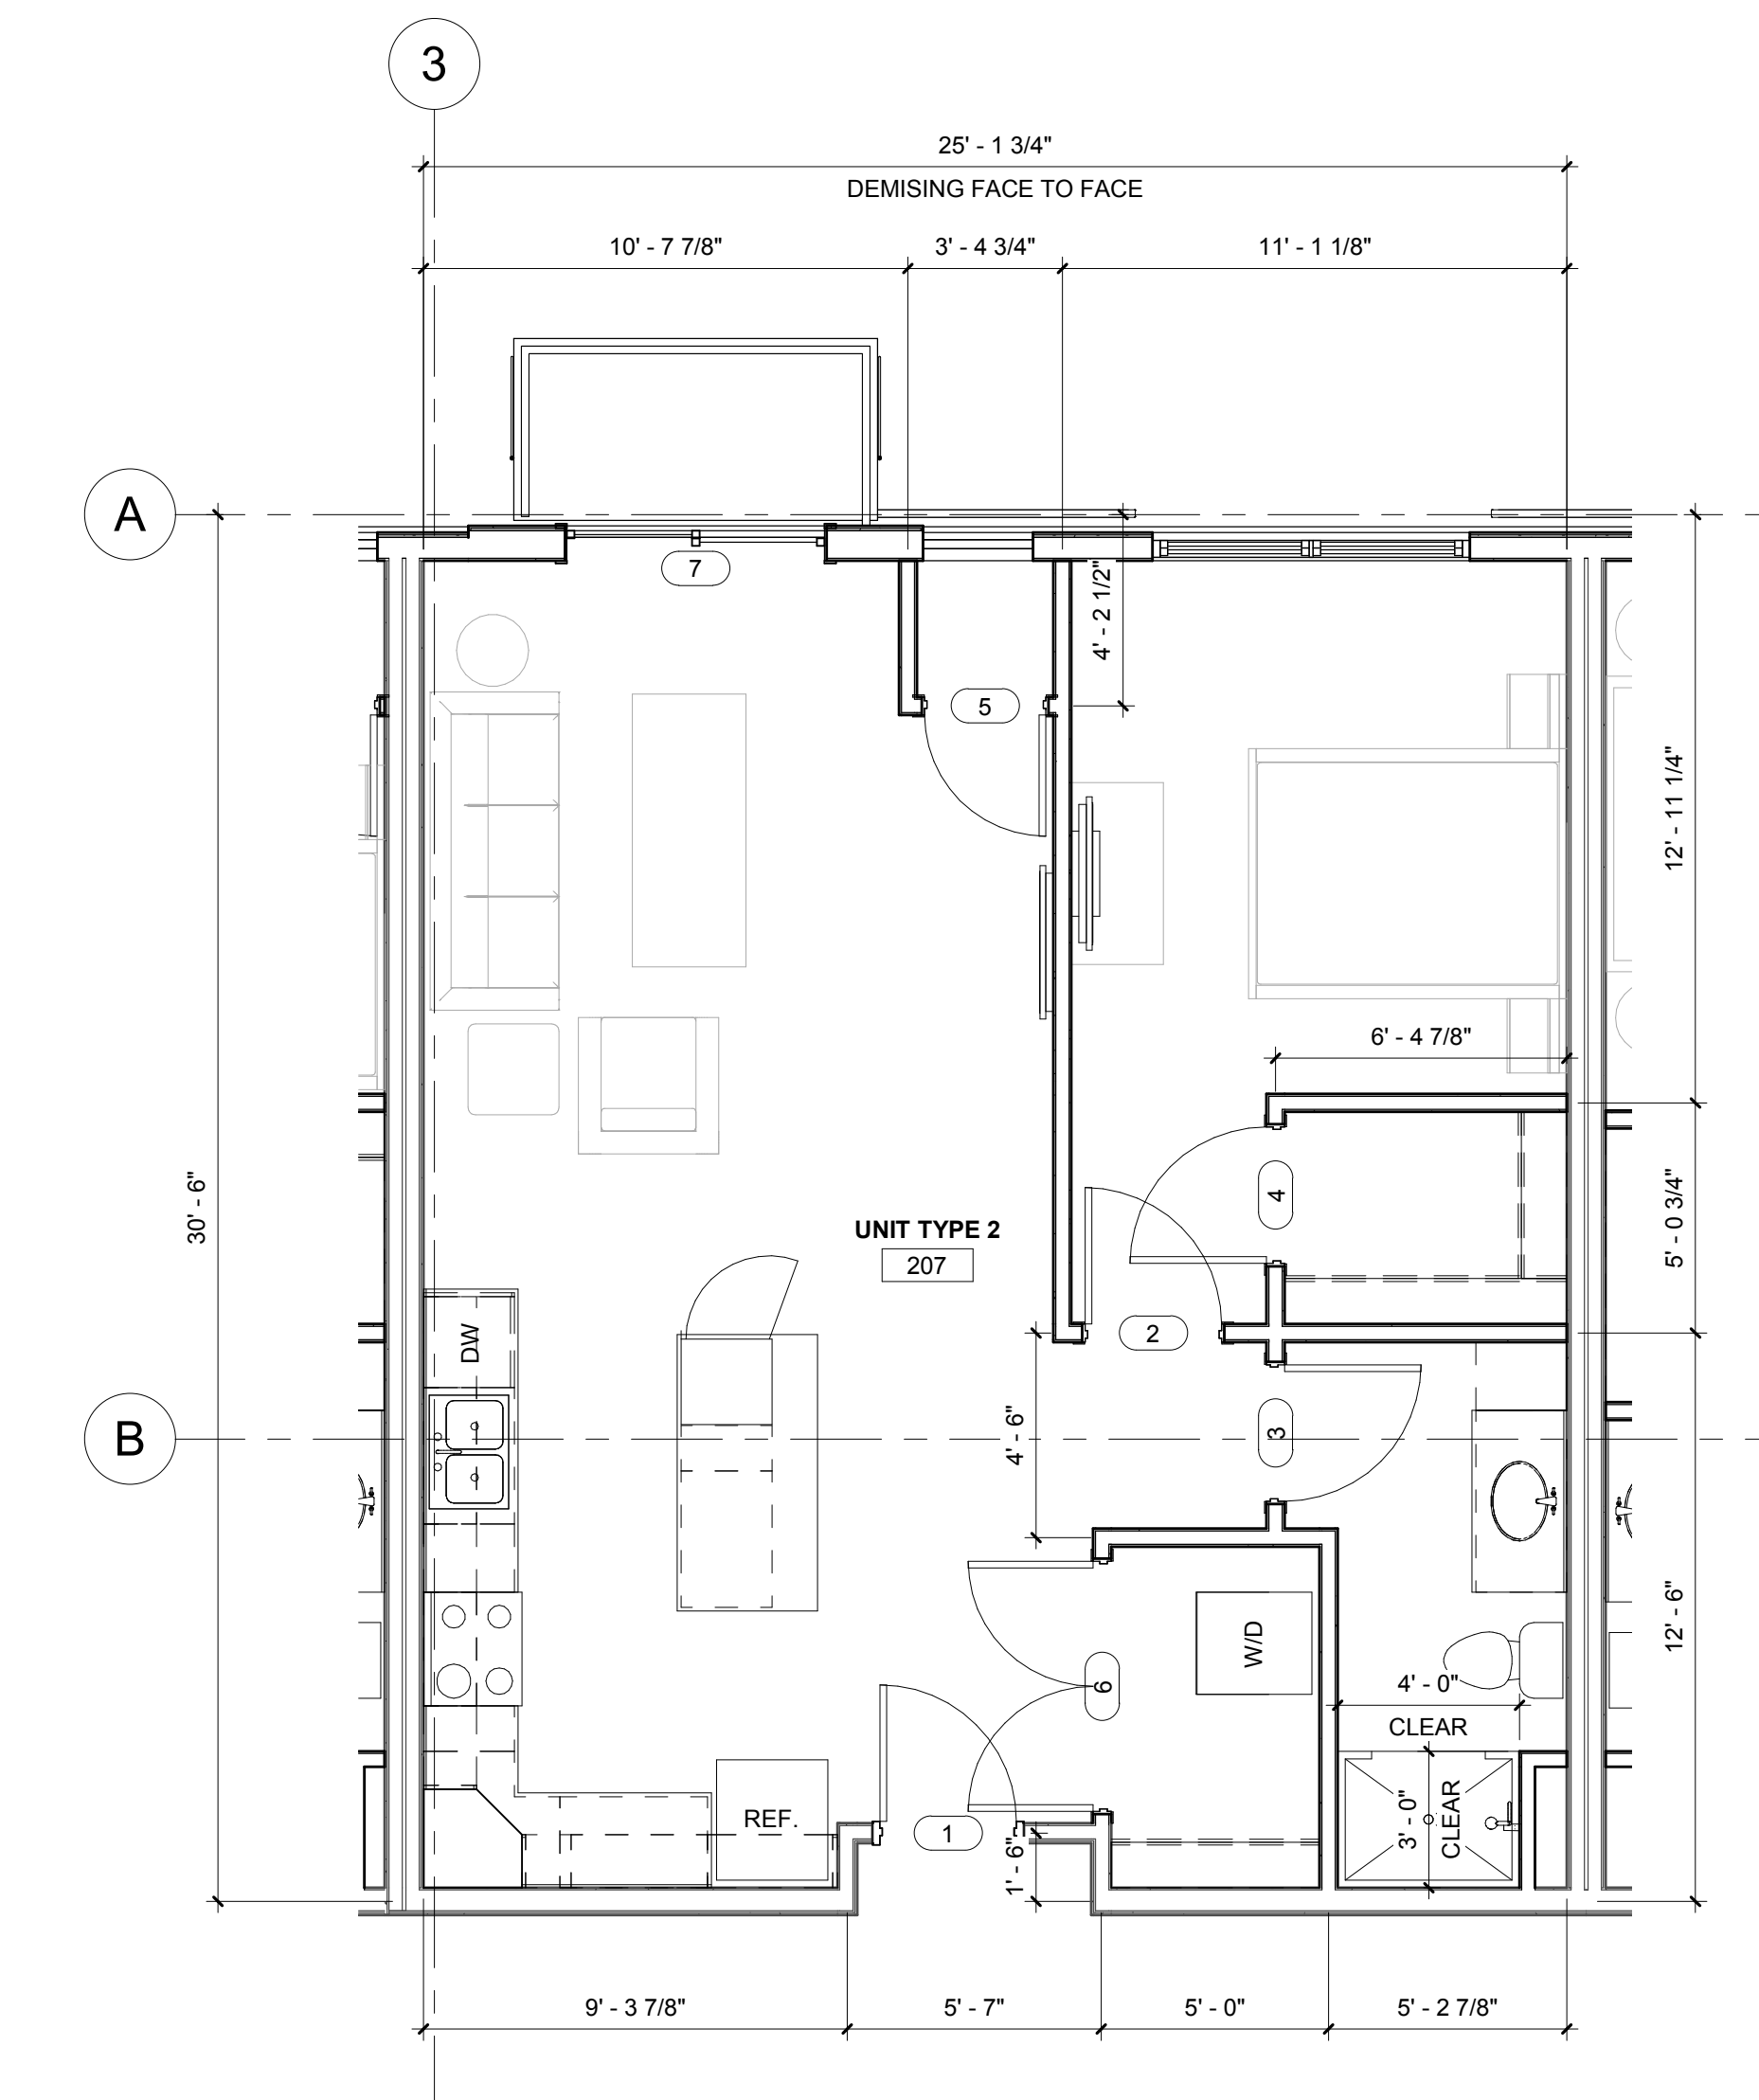 3
25' - 1 3/4"
DEMISING FACE TO FACE
10' - 7 7/8"
3' - 4 3/4"
11' - 1 1/8"
A
7
4' - 2 1/2"
5
12' - 11 1/4"
6' - 4 7/8"
30' - 6"
4
5' - 0 3/4"
UNIT TYPE 2
207
DW
2
B
4' - 6"
3
12' - 6"
W/D
6
4' - 0"
CLEAR
REF.
1
1' - 6"
3' - 0"
CLEAR
9' - 3 7/8"
5' - 7"
5' - 0"
5' - 2 7/8"